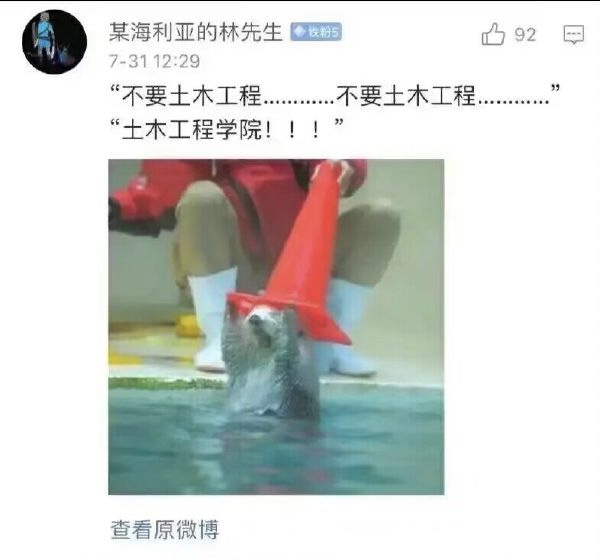 某海利亚的林先生 铁粉5
92
7-31 12:29
“不要土木工程…………不要土木工程…………”
“土木工程学院！！！”
查看原微博